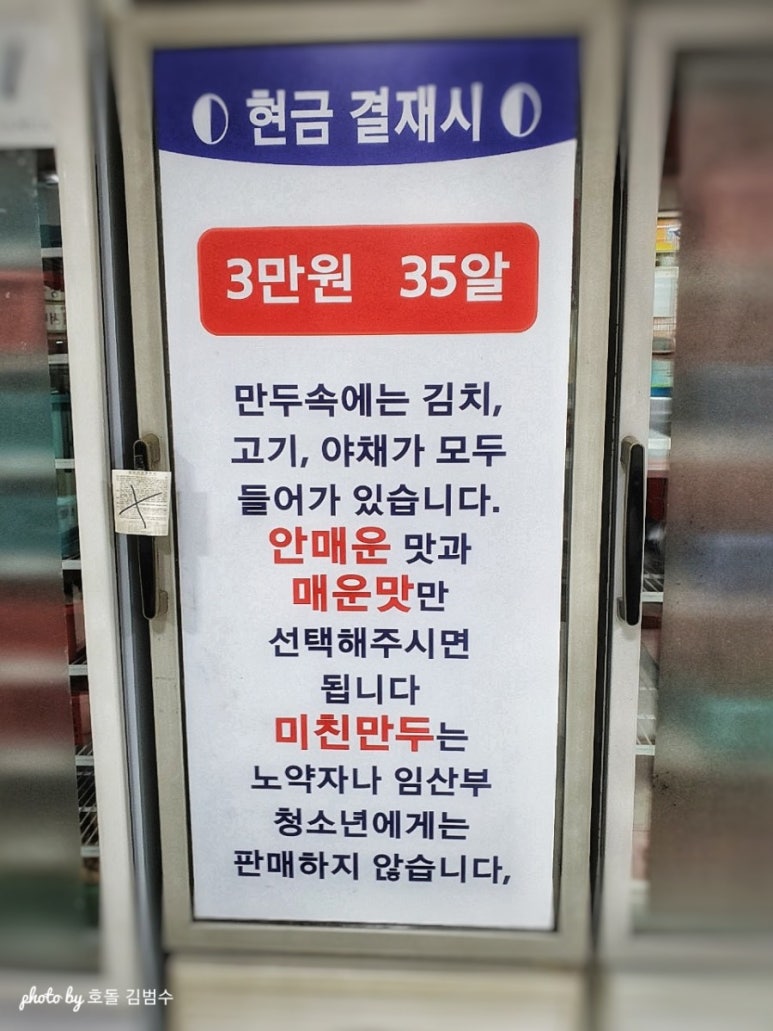 현금 결재시
3만원 35알
만두속에는 김치,
고기, 야채가 모두
들어가 있습니다.
안매운 맛과
매운맛만
선택해주시면
됩니다
미친만두는
노약자나 임산부
청소년에게는
판매하지 않습니다,
photo by 호돌 김범수